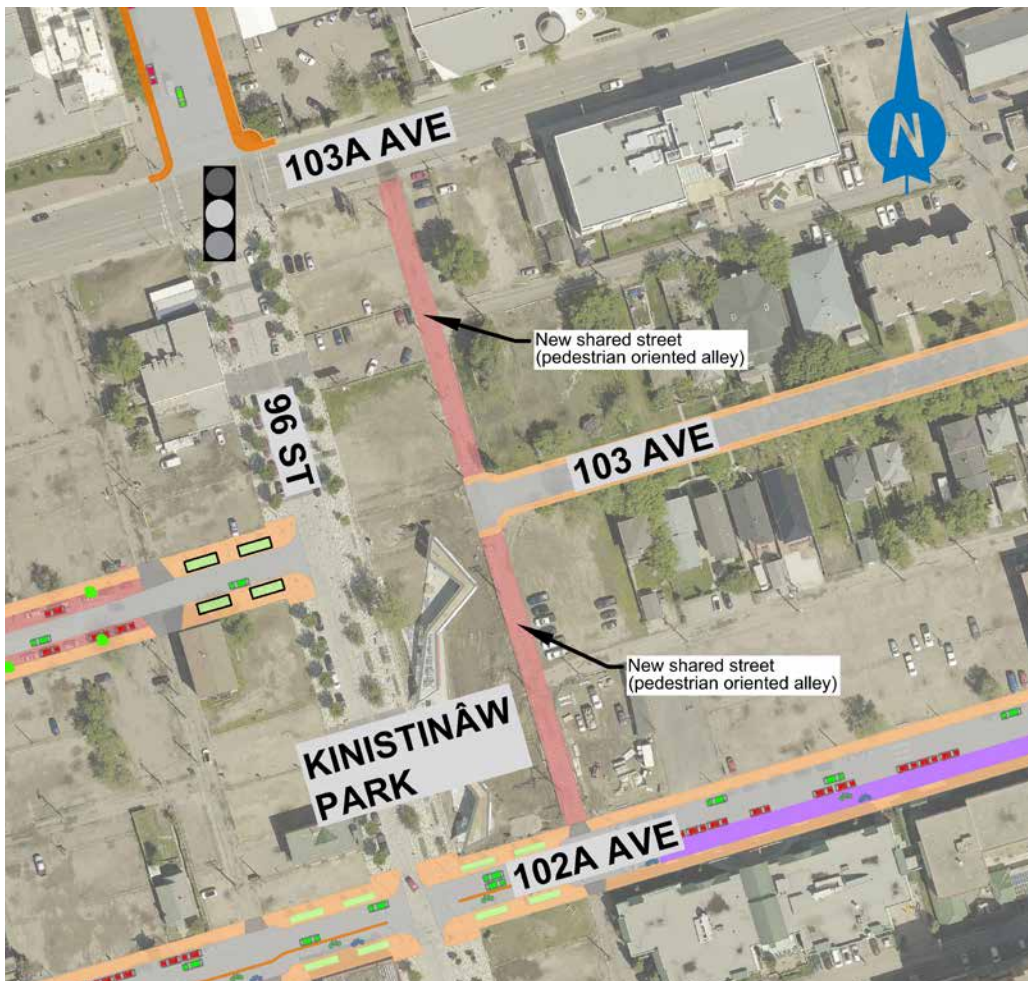 N
103A AVE
New shared street
(pedestrian oriented alley)
96 ST
103 AVE
New shared street
(pedestrian oriented alley)
KINISTINÂW
PARK
102A AVE